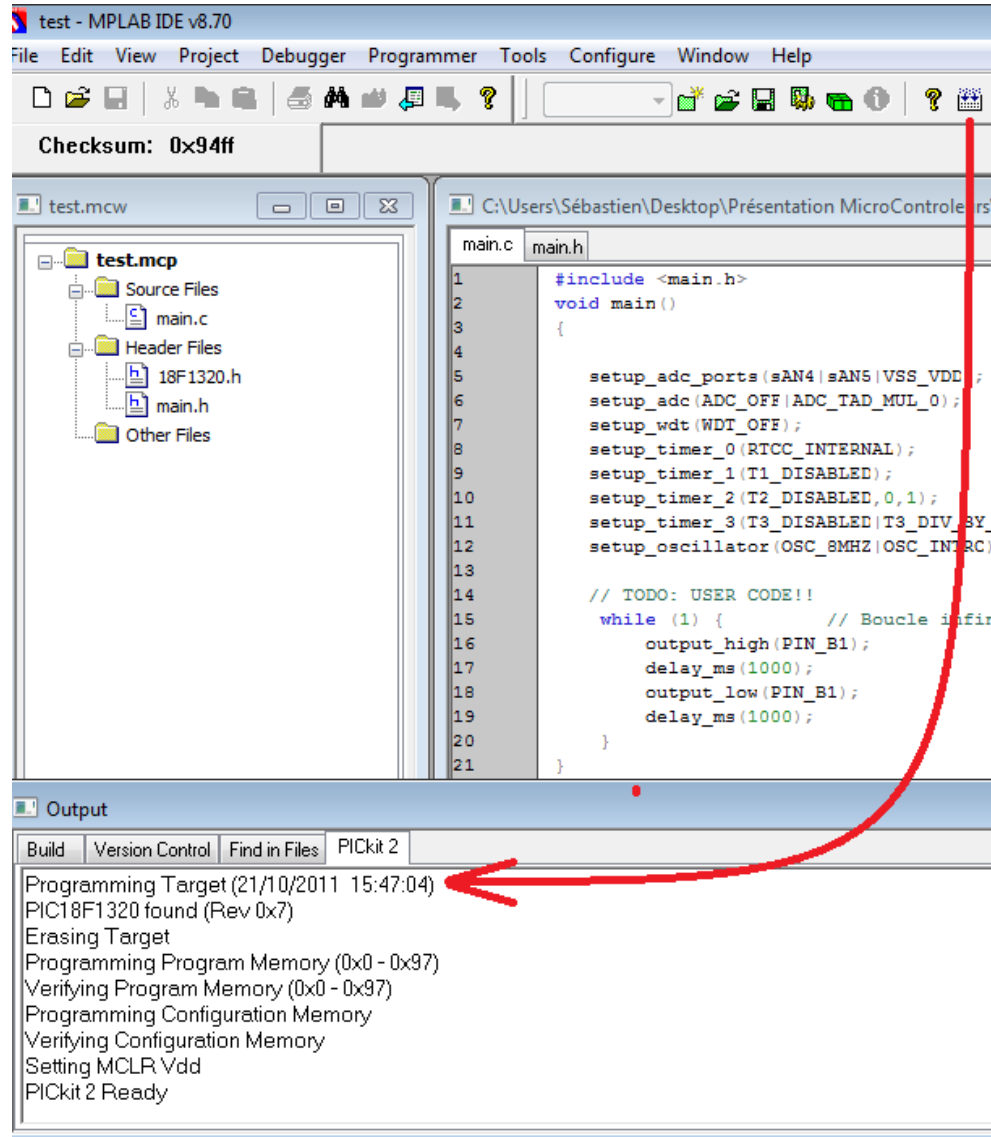 test - MPLAB IDE v8.70
File Edit View Project Debugger Programmer Tools Configure Window Help
Checksum: 0x94ff
test.mcw
test.mcp
Source Files
main.c
Header Files
18F1320.h
main.h
Other Files
C:\Users\Sébastien\Desktop\Présentation MicroControleurs\
main.c main.h
1 #include <main.h>
2 void main()
3 {
4
5 setup_adc_ports(sAN4|sAN5|VSS_VDD);
6 setup_adc(ADC_OFF|ADC_TAD_MUL_0);
7 setup_wdt(WDT_OFF);
8 setup_timer_0(RTCC_INTERNAL);
9 setup_timer_1(T1_DISABLED);
10 setup_timer_2(T2_DISABLED,0,1);
11 setup_timer_3(T3_DISABLED|T3_DIV_BY_
12 setup_oscillator(OSC_8MHZ|OSC_INTRC)
13
14 // TODO: USER CODE!!
15 while (1) { // Boucle infin
16 output_high(PIN_B1);
17 delay_ms(1000);
18 output_low(PIN_B1);
19 delay_ms(1000);
20 }
21 }
Output
Build Version Control Find in Files PICkit 2
Programming Target (21/10/2011 15:47:04)
PIC18F1320 found (Rev 0x7)
Erasing Target
Programming Program Memory (0x0 - 0x97)
Verifying Program Memory (0x0 - 0x97)
Programming Configuration Memory
Verifying Configuration Memory
Setting MCLR Vdd
PICkit 2 Ready